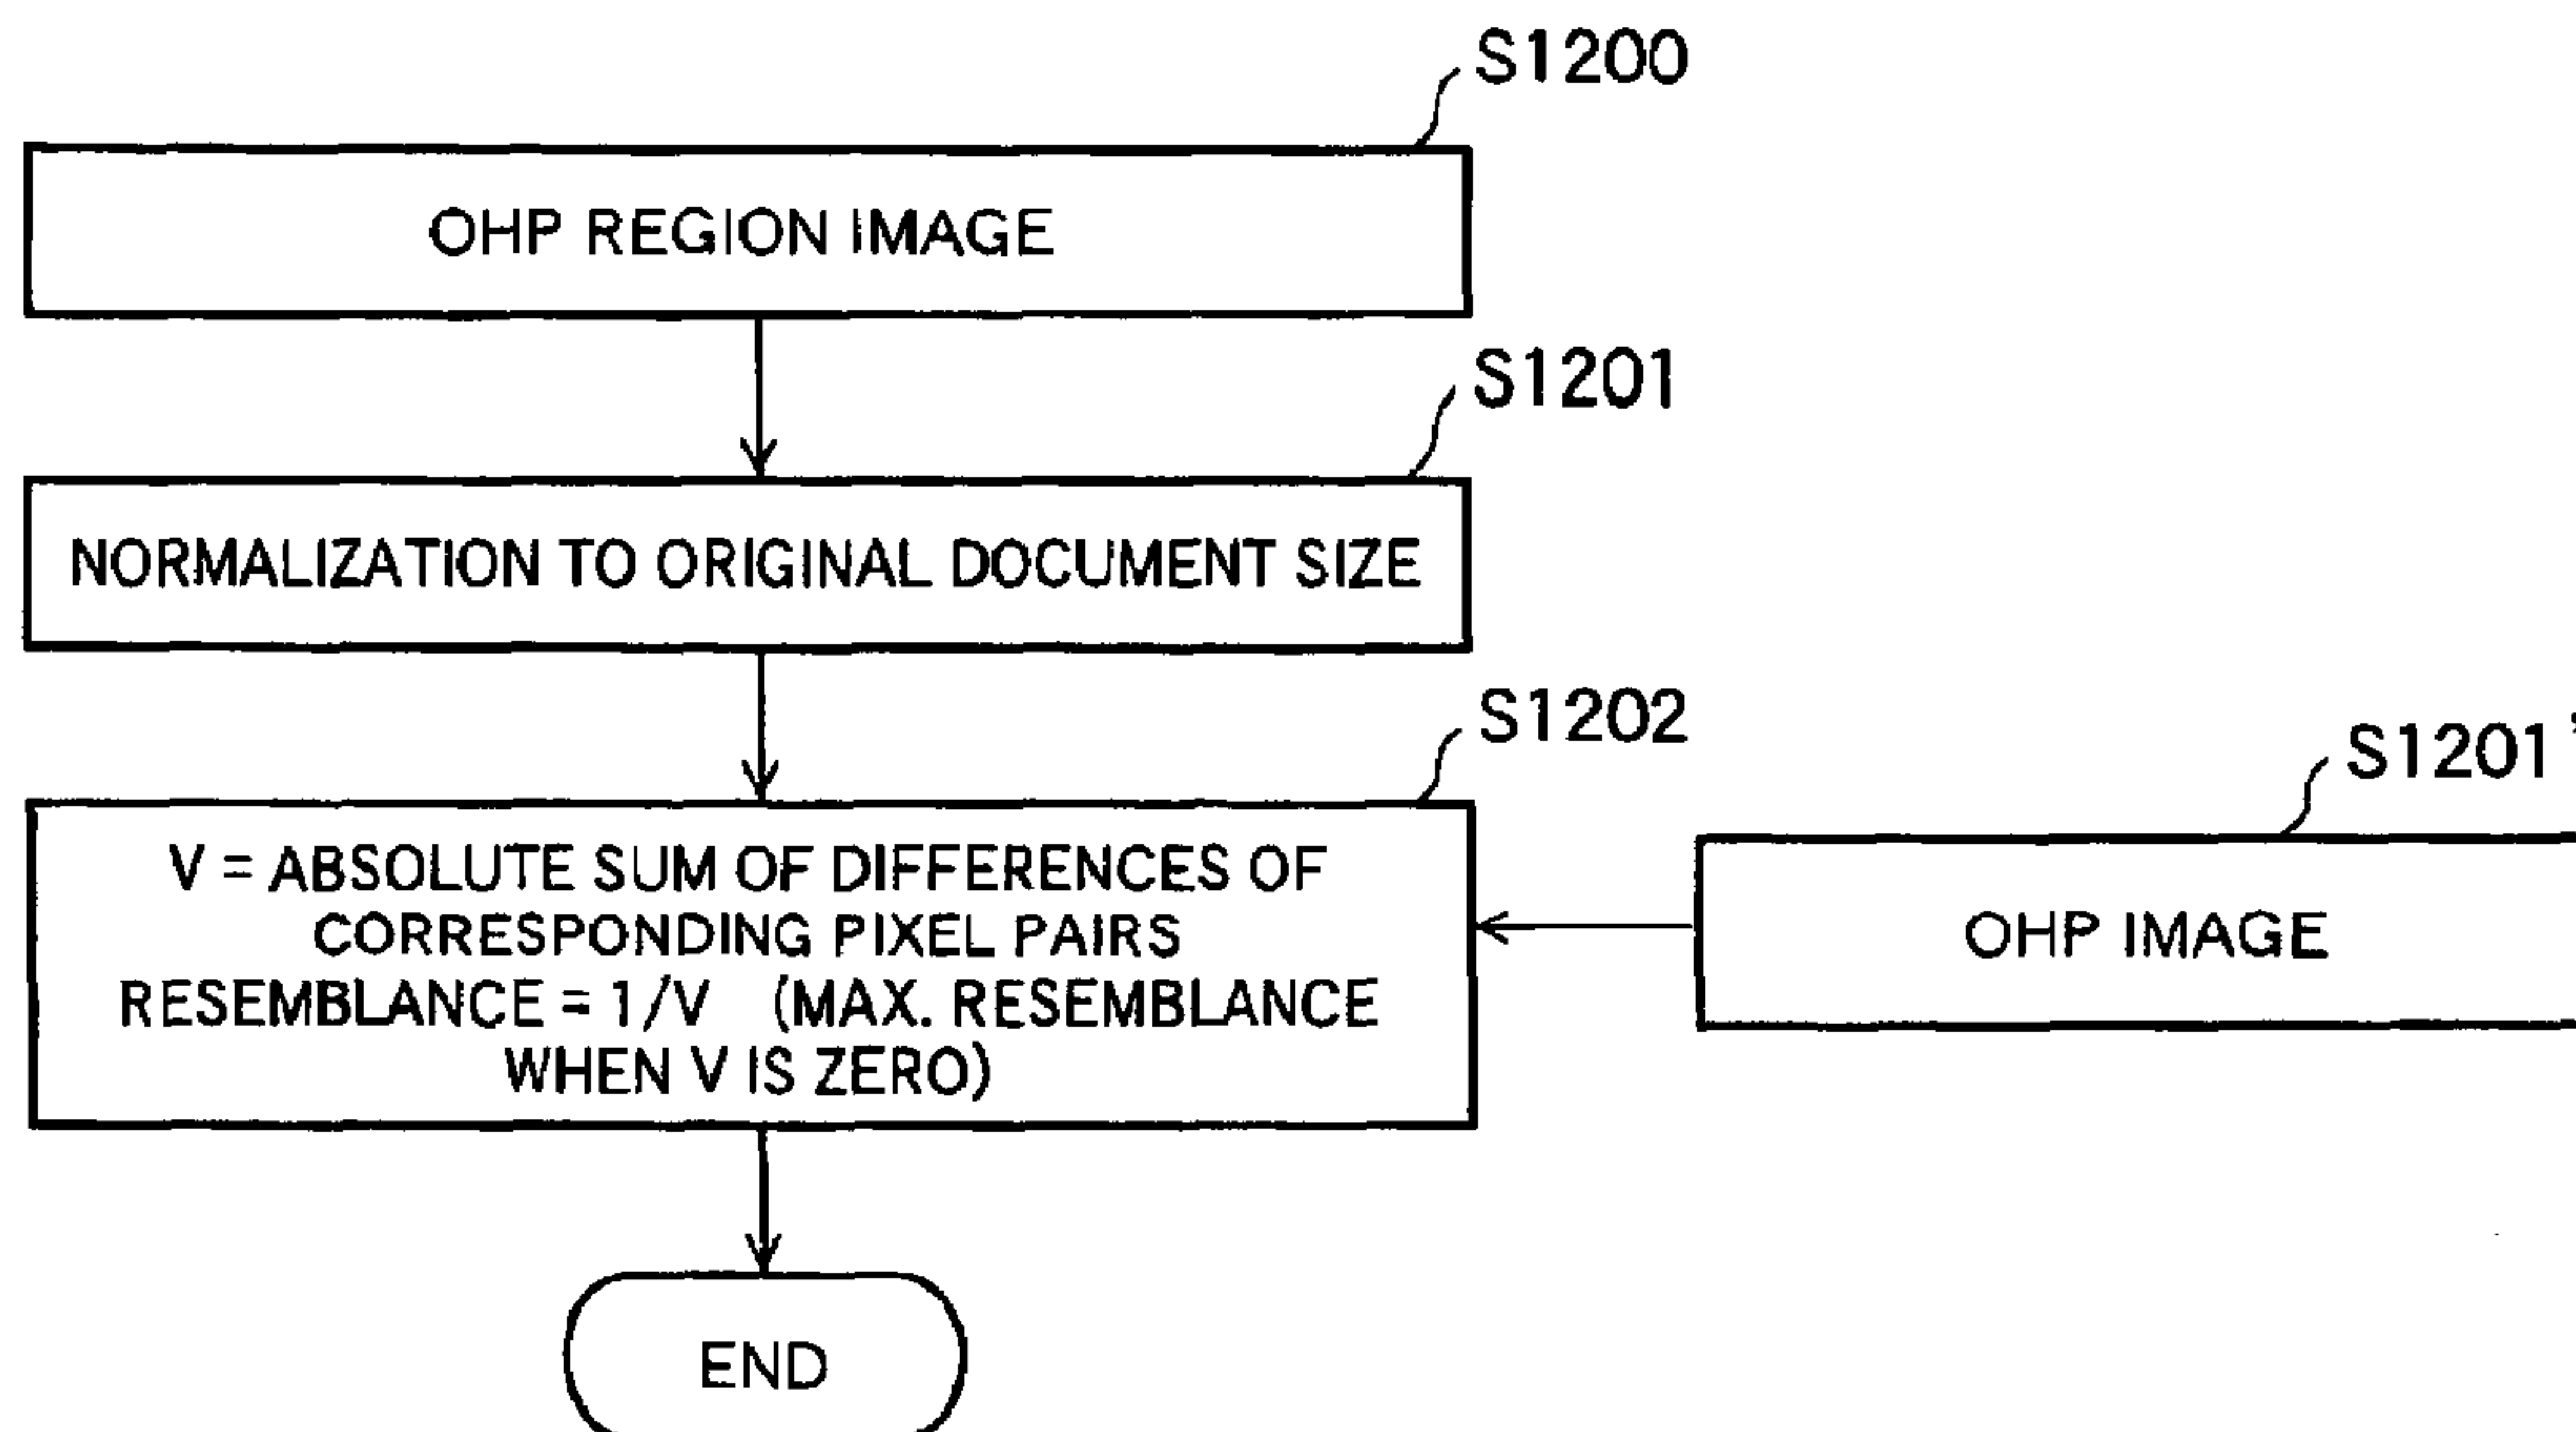 S1200
OHP REGION IMAGE
S1201
NORMALIZATION TO ORIGINAL DOCUMENT SIZE
S1202
V = ABSOLUTE SUM OF DIFFERENCES OF
CORRESPONDING PIXEL PAIRS
RESEMBLANCE = 1/V (MAX. RESEMBLANCE
WHEN V IS ZERO)
S1201'
OHP IMAGE
END